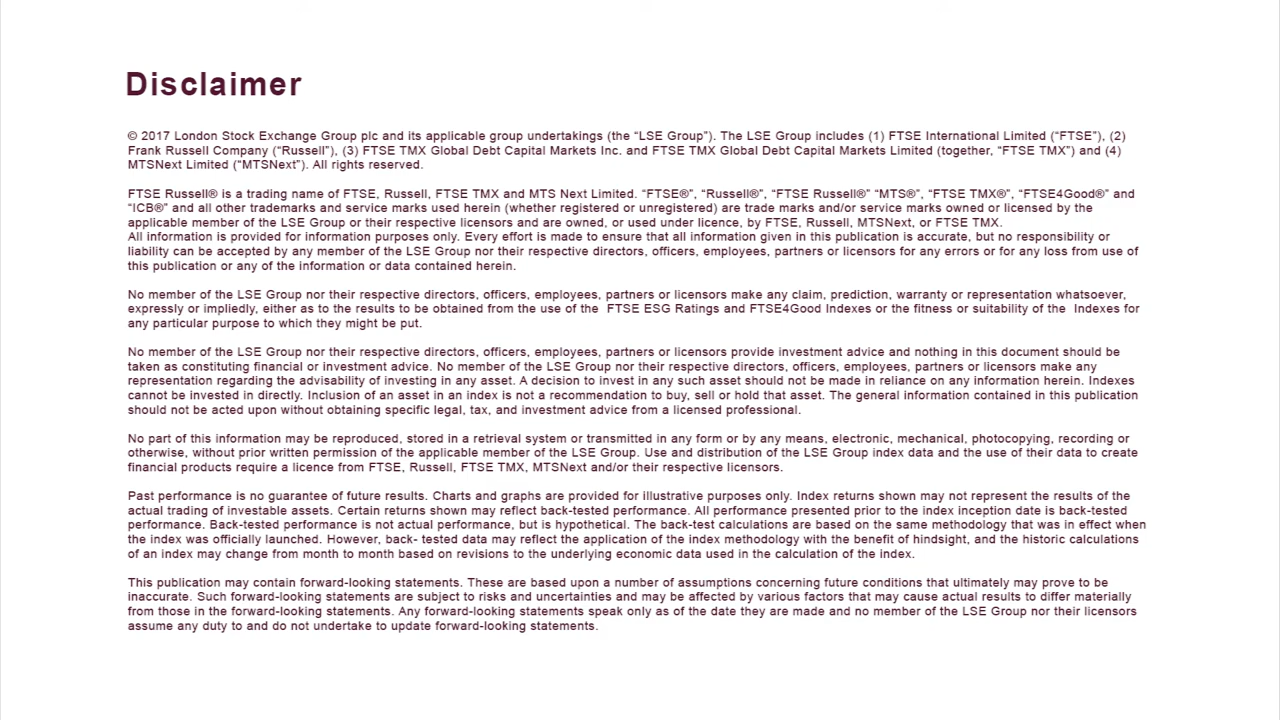 Disclaimer
© 2017 London Stock Exchange Group plc and its applicable group undertakings (the “LSE Group”). The LSE Group includes (1) FTSE International Limited (“FTSE”), (2)
Frank Russell Company (“Russell”), (3) FTSE TMX Global Debt Capital Markets Inc. and FTSE TMX Global Debt Capital Markets Limited (together, “FTSE TMX”) and (4)
MTSNext Limited (“MTSNext”). All rights reserved.
FTSE Russell® is a trading name of FTSE, Russell, FTSE TMX and MTS Next Limited. “FTSE®”, “Russell®”, “FTSE Russell®” “MTS®”, “FTSE TMX®”, “FTSE4Good®” and
“ICB®” and all other trademarks and service marks used herein (whether registered or unregistered) are trade marks and/or service marks owned or licensed by the
applicable member of the LSE Group or their respective licensors and are owned, or used under licence, by FTSE, Russell, MTSNext, or FTSE TMX.
All information is provided for information purposes only. Every effort is made to ensure that all information given in this publication is accurate, but no responsibility or
liability can be accepted by any member of the LSE Group nor their respective directors, officers, employees, partners or licensors for any errors or for any loss from use of
this publication or any of the information or data contained herein.
No member of the LSE Group nor their respective directors, officers, employees, partners or licensors make any claim, prediction, warranty or representation whatsoever,
expressly or impliedly, either as to the results to be obtained from the use of the  FTSE ESG Ratings and FTSE4Good Indexes or the fitness or suitability of the  Indexes for
any particular purpose to which they might be put.
No member of the LSE Group nor their respective directors, officers, employees, partners or licensors provide investment advice and nothing in this document should be
taken as constituting financial or investment advice. No member of the LSE Group nor their respective directors, officers, employees, partners or licensors make any
representation regarding the advisability of investing in any asset. A decision to invest in any such asset should not be made in reliance on any information herein. Indexes
cannot be invested in directly. Inclusion of an asset in an index is not a recommendation to buy, sell or hold that asset. The general information contained in this publication
should not be acted upon without obtaining specific legal, tax, and investment advice from a licensed professional.
No part of this information may be reproduced, stored in a retrieval system or transmitted in any form or by any means, electronic, mechanical, photocopying, recording or
otherwise, without prior written permission of the applicable member of the LSE Group. Use and distribution of the LSE Group index data and the use of their data to create
financial products require a licence from FTSE, Russell, FTSE TMX, MTSNext and/or their respective licensors.
Past performance is no guarantee of future results. Charts and graphs are provided for illustrative purposes only. Index returns shown may not represent the results of the
actual trading of investable assets. Certain returns shown may reflect back-tested performance. All performance presented prior to the index inception date is back-tested
performance. Back-tested performance is not actual performance, but is hypothetical. The back-test calculations are based on the same methodology that was in effect when
the index was officially launched. However, back- tested data may reflect the application of the index methodology with the benefit of hindsight, and the historic calculations
of an index may change from month to month based on revisions to the underlying economic data used in the calculation of the index.
This publication may contain forward-looking statements. These are based upon a number of assumptions concerning future conditions that ultimately may prove to be
inaccurate. Such forward-looking statements are subject to risks and uncertainties and may be affected by various factors that may cause actual results to differ materially
from those in the forward-looking statements. Any forward-looking statements speak only as of the date they are made and no member of the LSE Group nor their licensors
assume any duty to and do not undertake to update forward-looking statements.